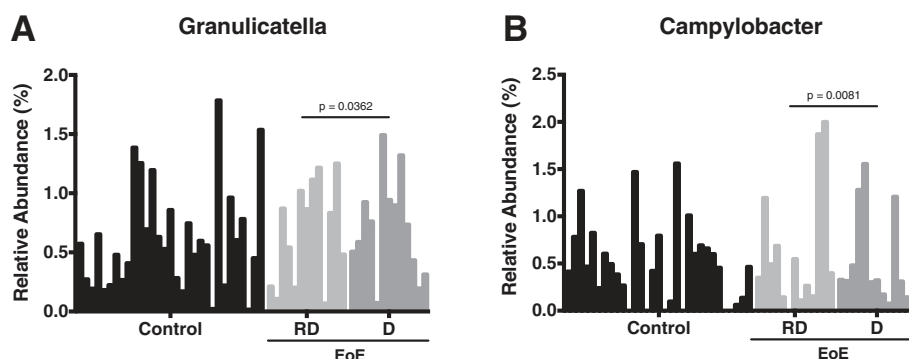 A
Granulicatella
Relative Abundance (%)
2.0
1.5
1.0
0.5
0.0
p = 0.0362
Control
RD
D
EoE
B
Campylobacter
Relative Abundance (%)
2.5
2.0
1.5
1.0
0.5
0.0
p = 0.0081
Control
RD
D
EoE